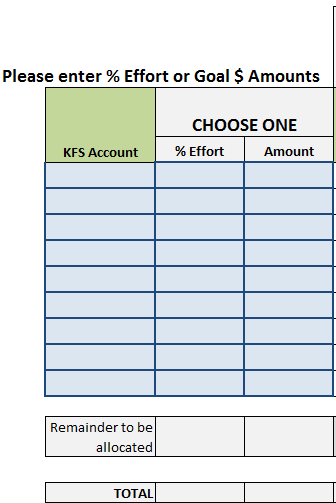 Please enter % Effort or Goal $ Amounts
CHOOSE ONE
KFS Account
% Effort
Amount
Remainder to be
allocated
TOTAL